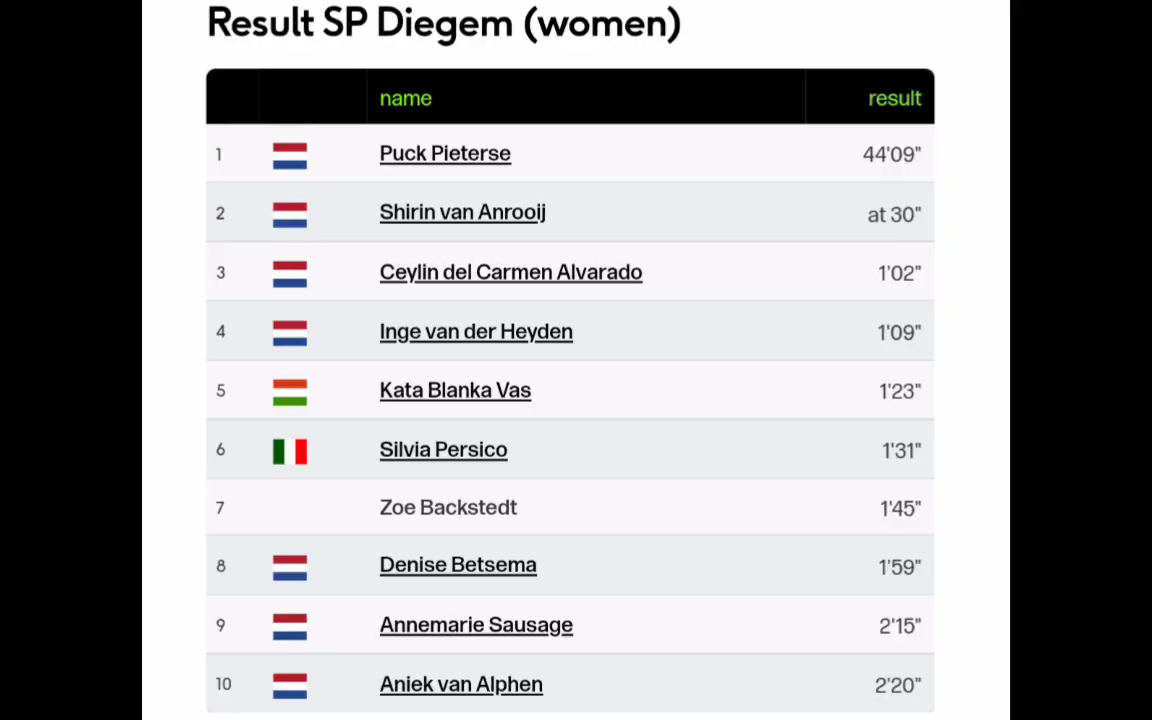 Result SP Diegem (women)
name result
1 Puck Pieterse 44'09"
2 Shirin van Anrooij at 30"
3 Ceylin del Carmen Alvarado 1'02"
4 Inge van der Heyden 1'09"
5 Kata Blanka Vas 1'23"
6 Silvia Persico 1'31"
7 Zoe Backstedt 1'45"
8 Denise Betsema 1'59"
9 Annemarie Sausage 2'15"
10 Aniek van Alphen 2'20"